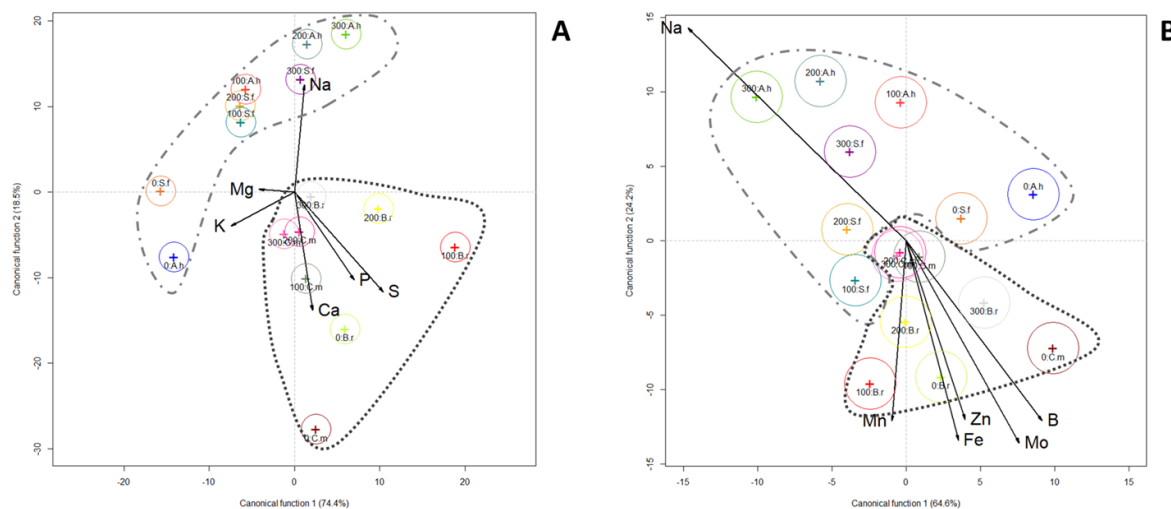 A
20
10
0
-10
-20
-30
Canonical function 2 (18.5%)
300:A.h
200:A.h
300:S.f
Na
100:A.h
200:S.f
100:S.f
0:S.f
Mg
300:B.r
K
200:B.r
300:C.m
100:B.r
0:A.h
P
100:C.m
S
Ca
0:B.r
0:C.m
-20
-10
0
10
20
Canonical function 1 (74.4%)
B
15
10
5
0
-5
-10
-15
Canonical function 2 (24.2%)
Na
200:A.h
300:A.h
100:A.h
300:S.f
0:A.h
0:S.f
200:S.f
100:S.f
300:B.r
200:B.r
0:C.m
100:B.r
0:B.r
Mn
Zn
B
Fe
Mo
-15
-10
-5
0
5
10
15
Canonical function 1 (64.6%)